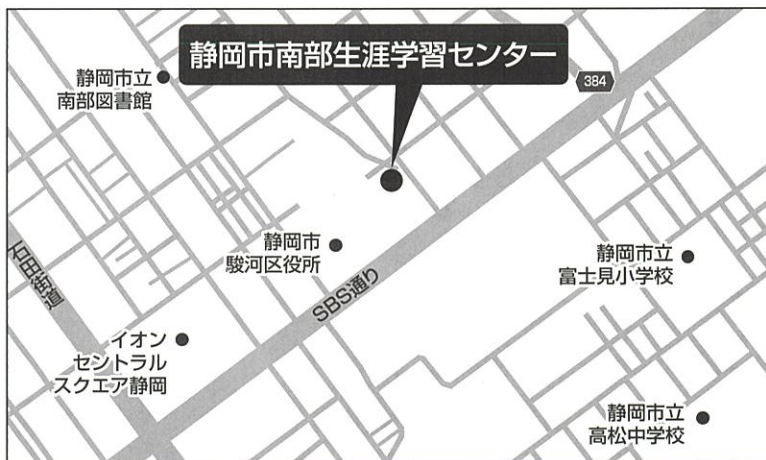 静岡市南部生涯学習センター
静岡市立
南部図書館
384
静岡市
駿河区役所
静岡市立
富士見小学校
石田街道
SBS通り
イオン
セントラル
スクエア静岡
静岡市立
高松中学校